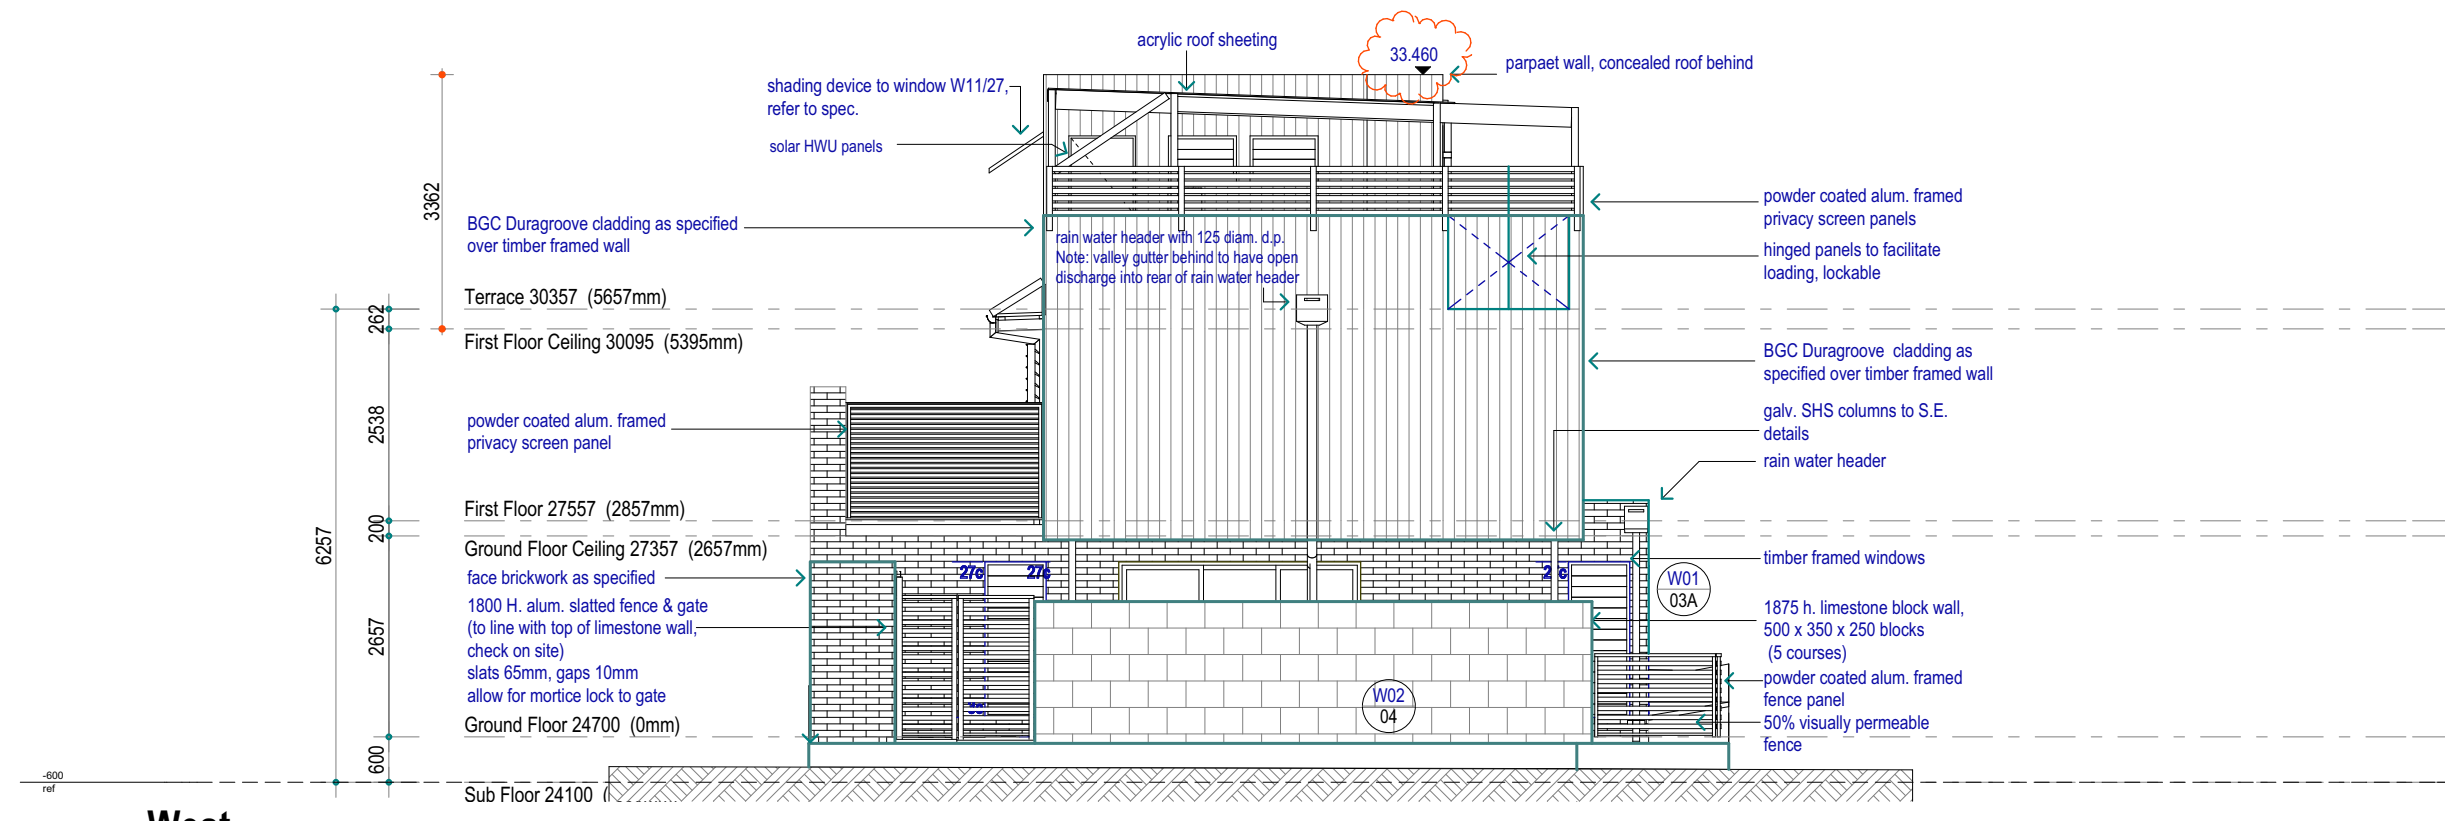 acrylic roof sheeting
33.460
parpaet wall, concealed roof behind
shading device to window W11/27,
refer to spec.
solar HWU panels
3362
BGC Duragroove cladding as specified
over timber framed wall
rain water header with 125 diam. d.p.
Note: valley gutter behind to have open
discharge into rear of rain water header
powder coated alum. framed
privacy screen panels
hinged panels to facilitate
loading, lockable
Terrace 30357 (5657mm)
262
First Floor Ceiling 30095 (5395mm)
BGC Duragroove cladding as
specified over timber framed wall
galv. SHS columns to S.E.
details
rain water header
2538
powder coated alum. framed
privacy screen panel
First Floor 27557 (2857mm)
200
6257
Ground Floor Ceiling 27357 (2657mm)
face brickwork as specified
27c
27c
timber framed windows
W01
03A
1800 H. alum. slatted fence & gate
(to line with top of limestone wall,
check on site)
slats 65mm, gaps 10mm
allow for mortice lock to gate
2657
1875 h. limestone block wall,
500 x 350 x 250 blocks
(5 courses)
powder coated alum. framed
fence panel
50% visually permeable
fence
W02
04
Ground Floor 24700 (0mm)
600
-600
ref
Sub Floor 24100 (